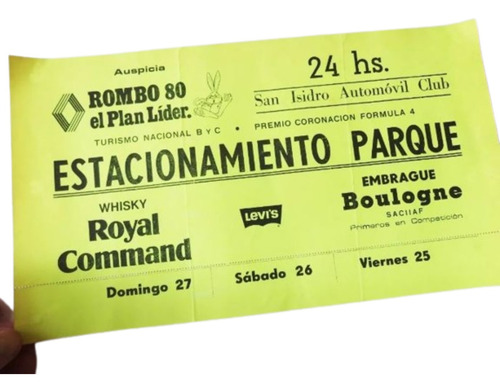 Auspicia
ROMBO 80
el Plan Líder.
24 hs.
San Isidro Automóvil Club
TURISMO NACIONAL B y C • PREMIO CORONACION FORMULA 4
ESTACIONAMIENTO PARQUE
WHISKY
Royal
Command
LEVI'S
EMBRAGUE
Boulogne
SACIIAF
Primeros en Competición.
Domingo 27
Sábado 26
Viernes 25